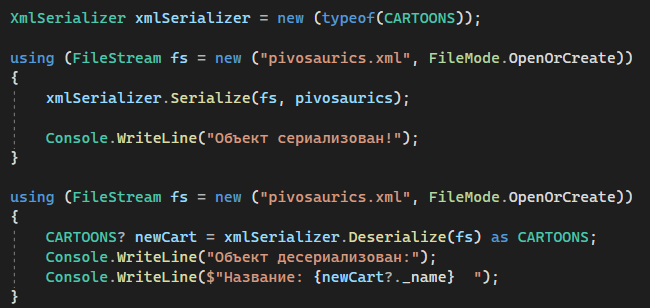 XmlSerializer xmlSerializer = new (typeof(CARTOONS));
using (FileStream fs = new ("pivosaurics.xml", FileMode.OpenOrCreate))
{
xmlSerializer.Serialize(fs, pivosaurics);
Console.WriteLine("Объект сериализован!");
}
using (FileStream fs = new ("pivosaurics.xml", FileMode.OpenOrCreate))
{
CARTOONS? newCart = xmlSerializer.Deserialize(fs) as CARTOONS;
Console.WriteLine("Объект десериализован:");
Console.WriteLine($"Название: {newCart?._name}  ");
}